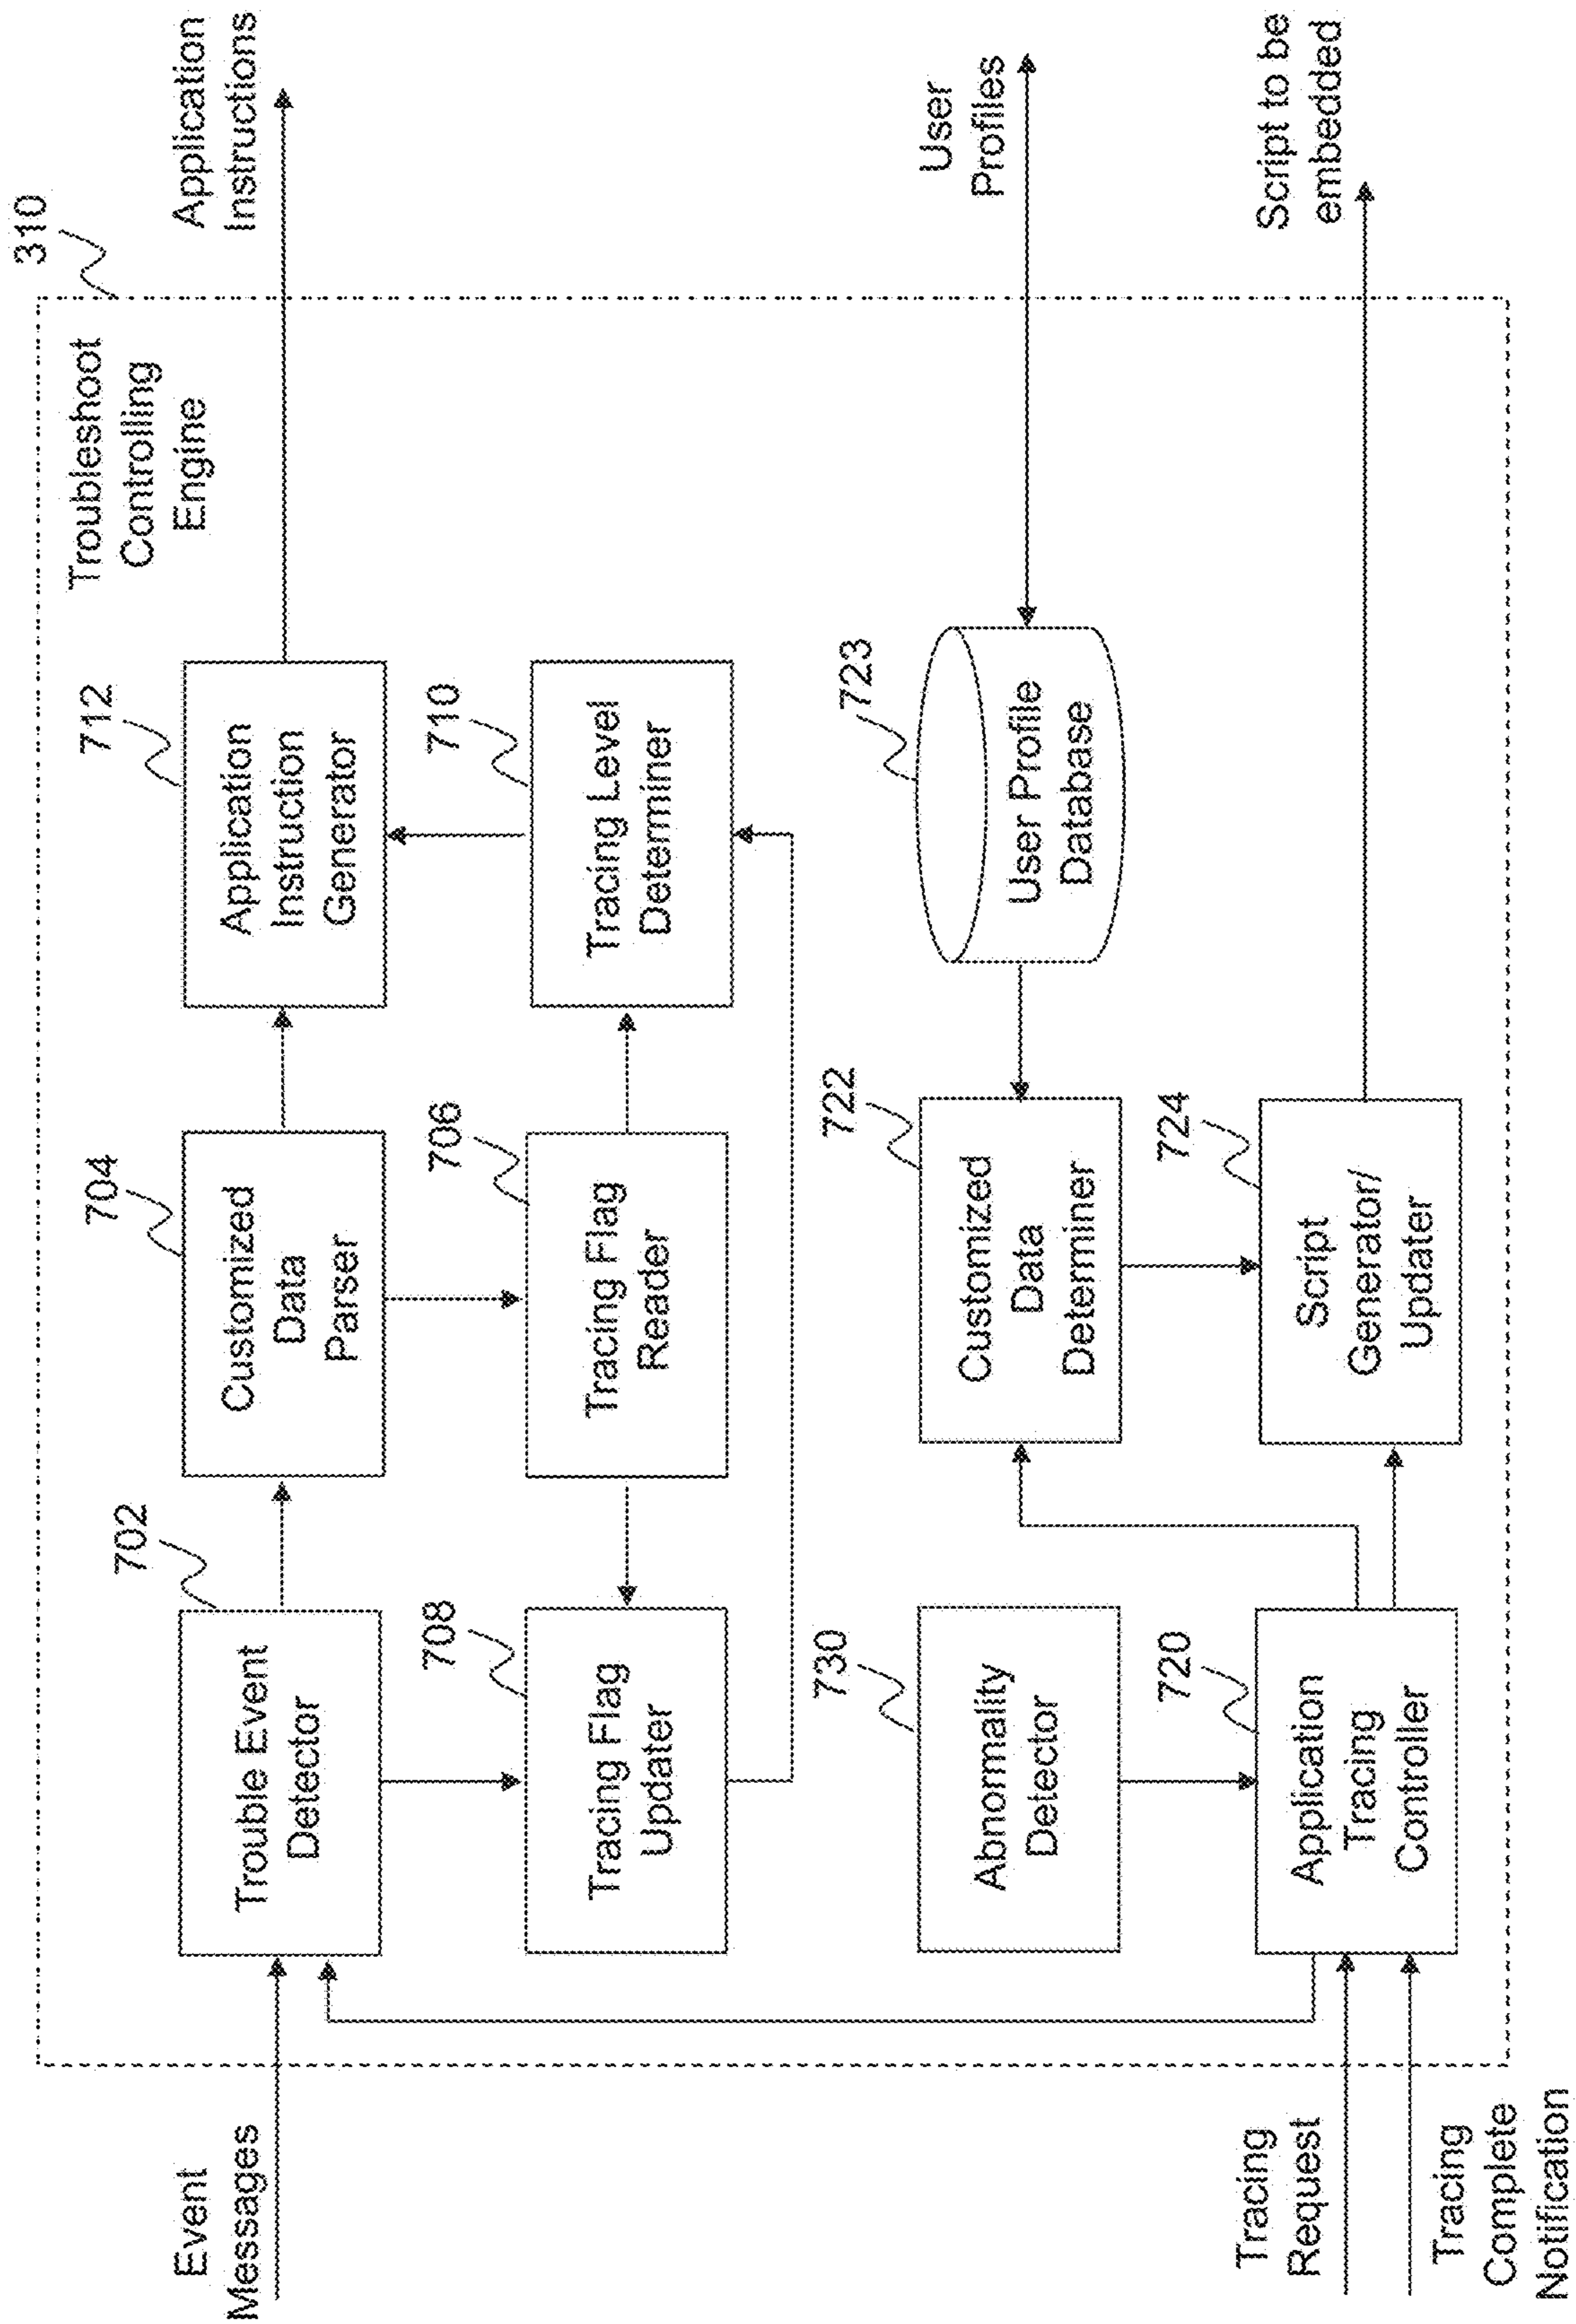 310
Troubleshoot
Controlling
Engine
Event
Messages
702
Trouble Event
Detector
704
Customized
Data
Parser
712
Application
Instruction
Generator
Application
Instructions
708
Tracing Flag
Updater
706
Tracing Flag
Reader
710
Tracing Level
Determiner
730
Abnormality
Detector
722
Customized
Data
Determiner
723
User Profile
Database
User
Profiles
Tracing
Request
Tracing
Complete
Notification
720
Application
Tracing
Controller
724
Script
Generator/
Updater
Script to be
embedded